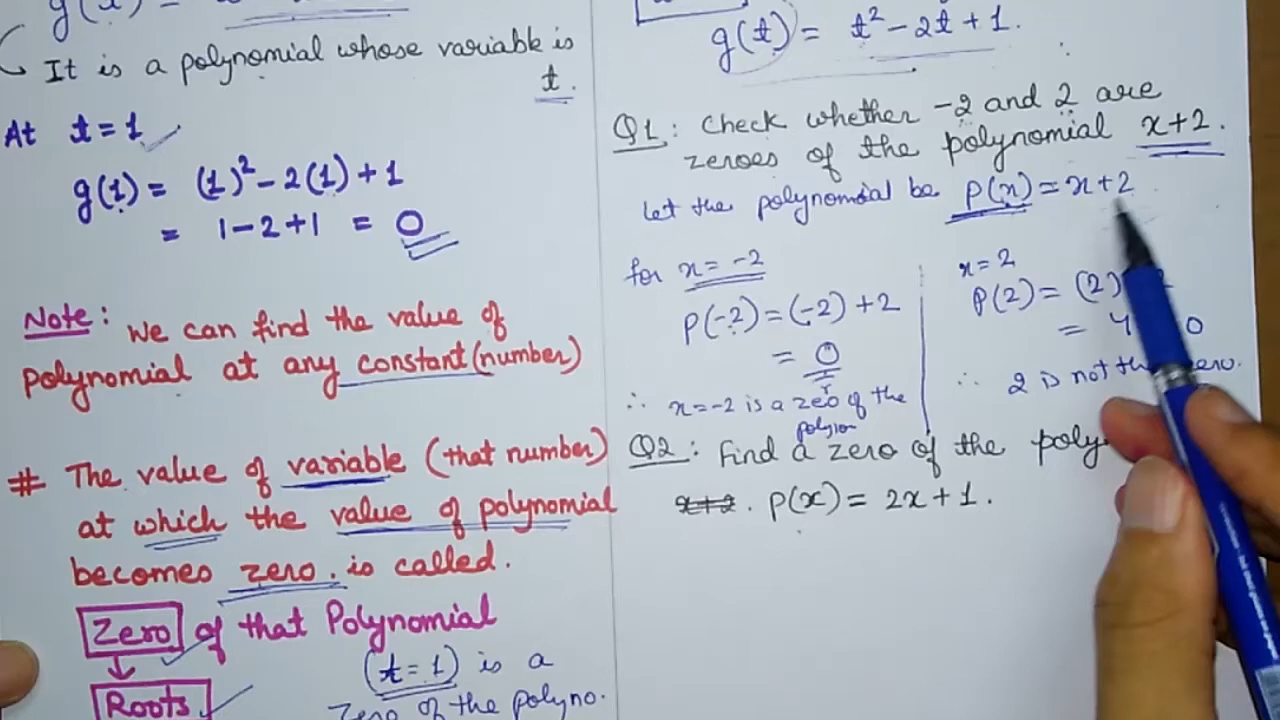 g(t) =
It is a polynomial whose variable is
t.
At t = 1
g(1) = (1)² - 2(1) + 1
= 1 - 2 + 1 = 0
Note: We can find the value of
polynomial at any constant (number)
# The value of variable (that number)
at which the value of polynomial
becomes zero. is called.
Zero of that Polynomial
Roots
(t = 1) is a
Zero of the polyno.
g(t) = t² - 2t + 1.
Q1: Check whether -2 and 2 are
zeroes of the polynomial x + 2.
let the polynomial be P(x) = x + 2
for x = -2
P(-2) = (-2) + 2
= 0
∴ x = -2 is a zero of the
x = 2
P(2) = (2)
= 4 0
∴ 2 is not the zero.
Q2: Find a zero of the poly
x+2. P(x) = 2x + 1.